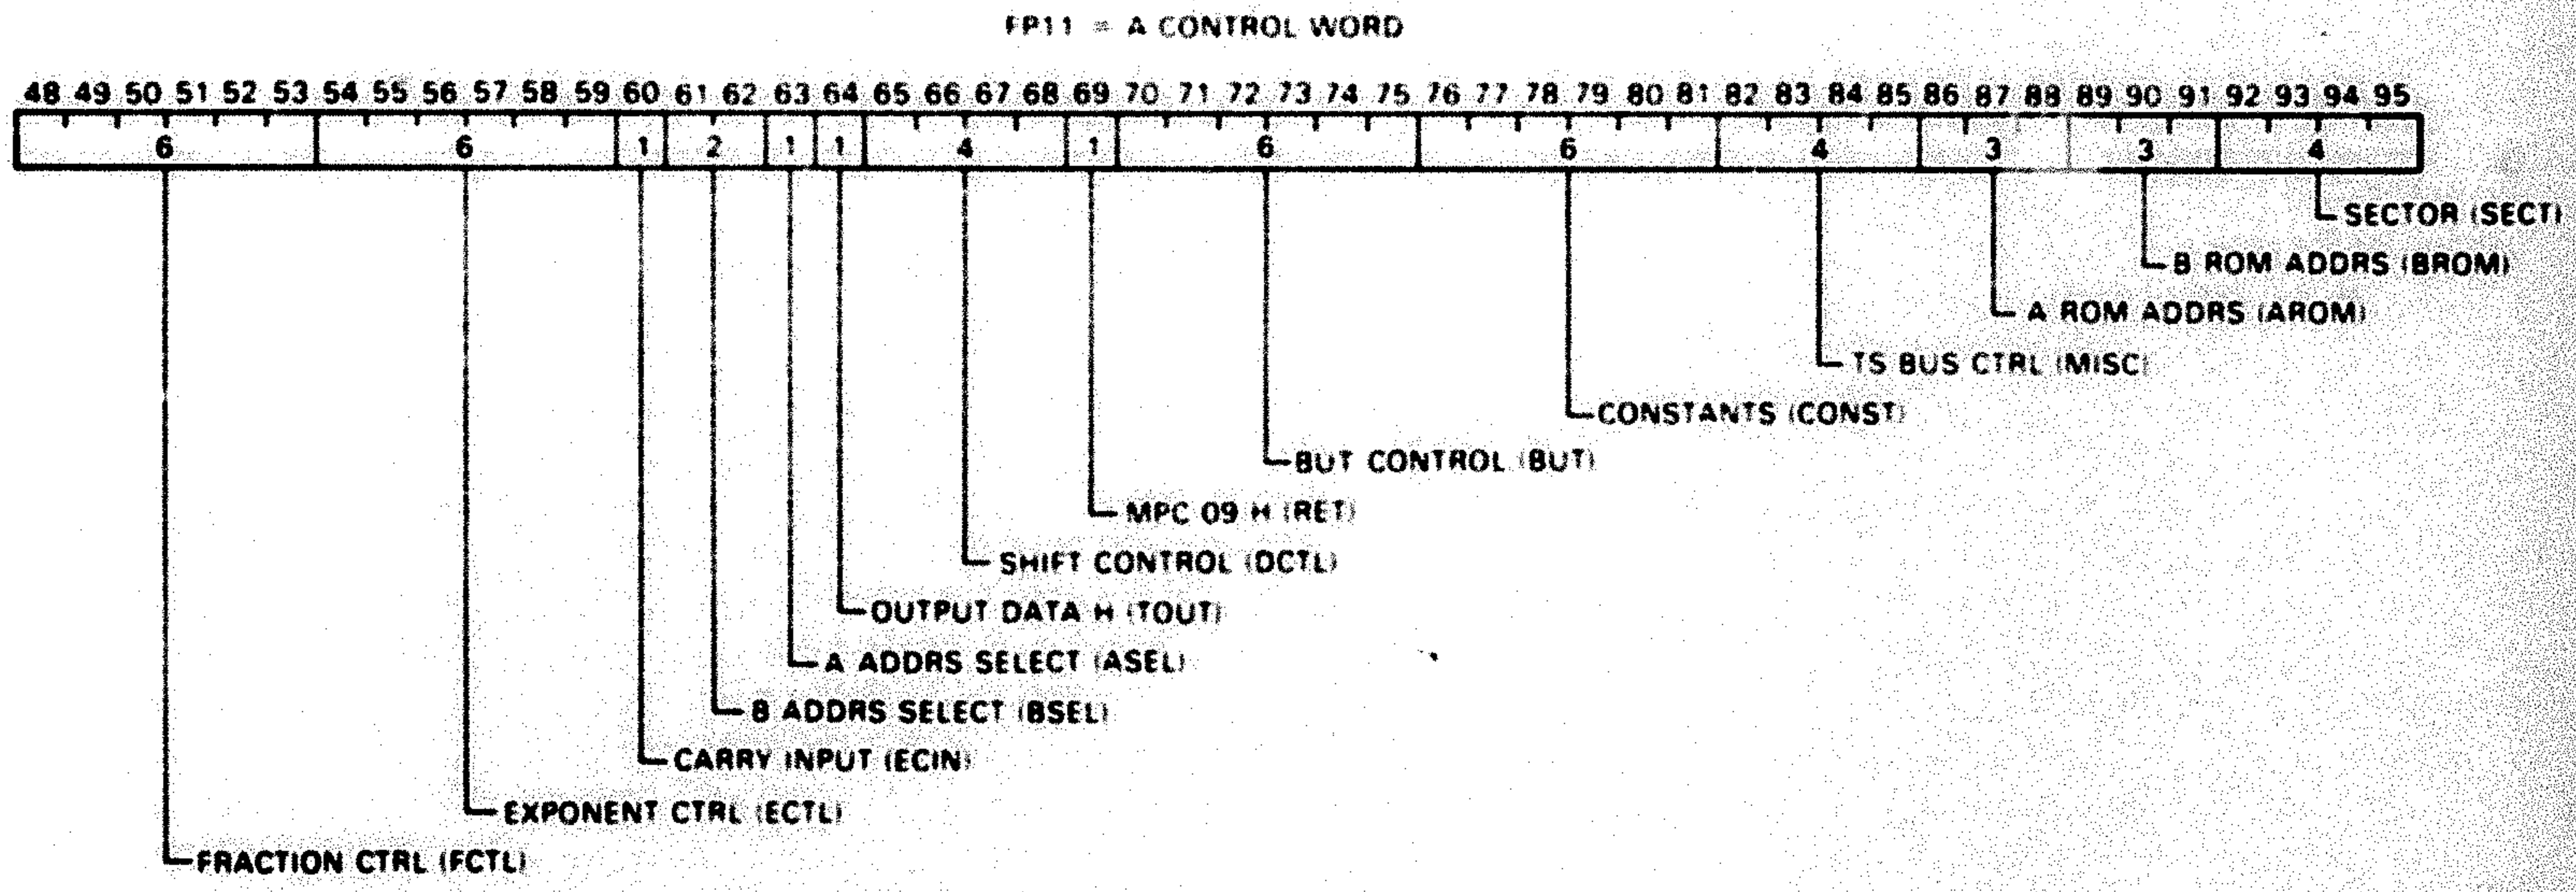 FP11 = A CONTROL WORD
48 49 50 51 52 53 54 55 56 57 58 59 60 61 62 63 64 65 66 67 68 69 70 71 72 73 74 75 76 77 78 79 80 81 82 83 84 85 86 87 88 89 90 91 92 93 94 95
6 6 1 2 1 1 4 1 6 6 4 3 3 4
SECTOR (SECT)
B ROM ADDRS (BROM)
A ROM ADDRS (AROM)
TS BUS CTRL (MISC)
CONSTANTS (CONST)
BUT CONTROL (BUT)
MPC 09 H (RET)
SHIFT CONTROL (DCTL)
OUTPUT DATA H (TOUT)
A ADDRS SELECT (ASEL)
B ADDRS SELECT (BSEL)
CARRY INPUT (ECIN)
EXPONENT CTRL (ECTL)
FRACTION CTRL (FCTL)